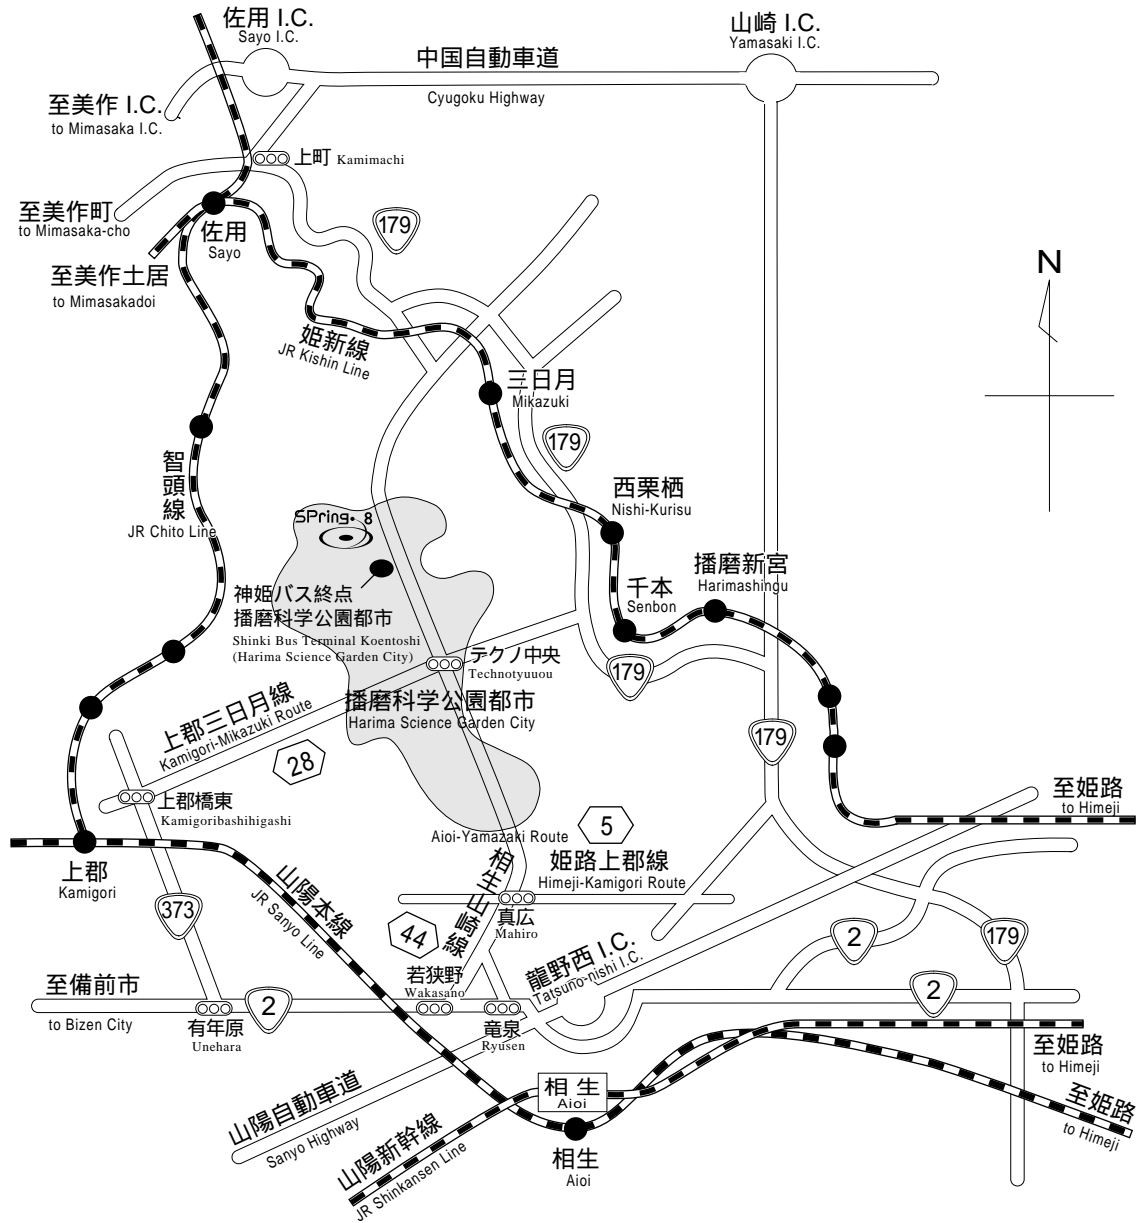 佐用 I.C.
Sayo I.C.
山崎 I.C.
Yamasaki I.C.
中国自動車道
Cyugoku Highway
至美作 I.C.
to Mimasaka I.C.
上町 Kamimachi
至美作町
to Mimasaka-cho
佐用
Sayo
179
至美作土居
to Mimasakadoi
N
姫新線
JR Kishin Line
三日月
Mikazuki
179
智頭線
JR Chito Line
西栗栖
Nishi-Kurisu
SPring-8
播磨新宮
Harimashingu
千本
Senbon
神姫バス終点
播磨科学公園都市
Shinki Bus Terminal Koentoshi
(Harima Science Garden City)
テクノ中央
Technotyuuou
179
播磨科学公園都市
Harima Science Garden City
上郡三日月線
Kamigori-Mikazuki Route
28
179
上郡橋東
Kamigoribashihigashi
至姫路
to Himeji
Aioi-Yamazaki Route
相生山崎線
5
姫路上郡線
Himeji-Kamigori Route
上郡
Kamigori
山陽本線
JR Sanyo Line
373
44
真広
Mahiro
2
179
龍野西 I.C.
Tatsuno-nishi I.C.
若狭野
Wakasano
至備前市
to Bizen City
2
2
有年原
Unehara
竜泉
Ryusen
至姫路
to Himeji
山陽自動車道
Sanyo Highway
相生
Aioi
至姫路
to Himeji
山陽新幹線
JR Shinkansen Line
相生
Aioi